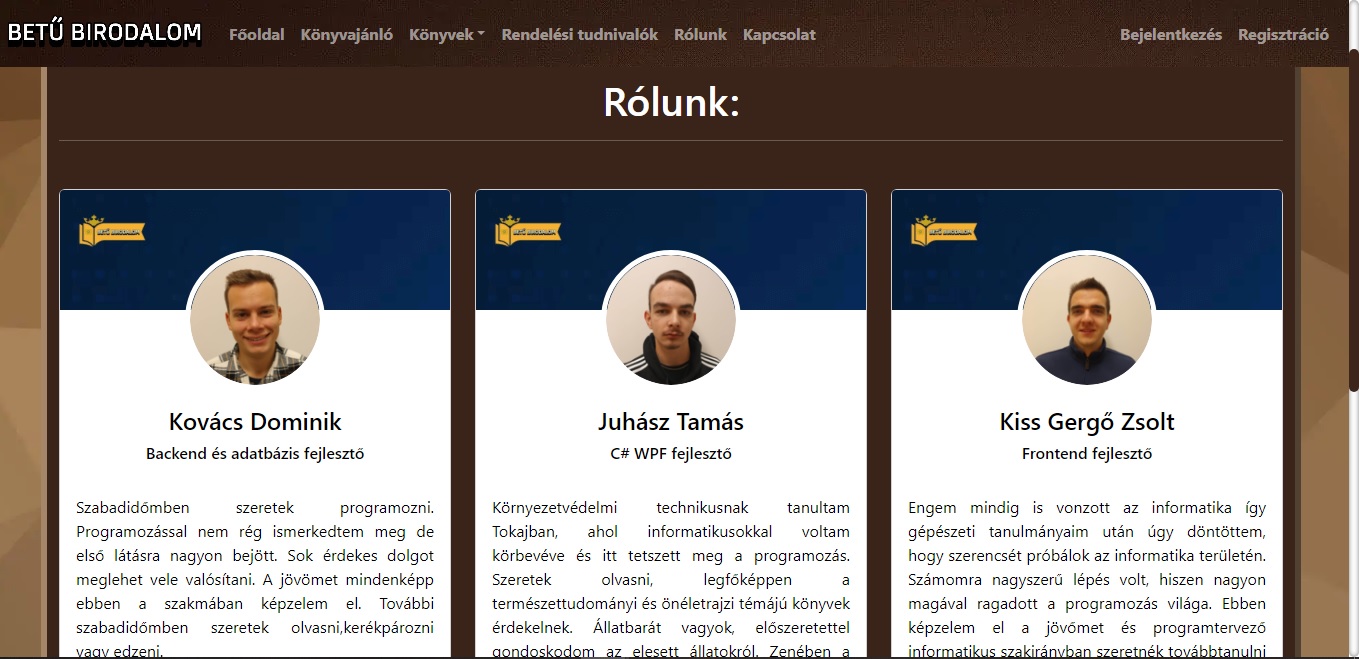 BETŰ BIRODALOM
Főoldal Könyvajánló Könyvek Rendelési tudnivalók Rólunk Kapcsolat Bejelentkezés Regisztráció
Rólunk:
BETŰ BIRODALOM
BETŰ BIRODALOM
BETŰ BIRODALOM
Kovács Dominik
Backend és adatbázis fejlesztő
Szabadidőmben szeretek programozni.
Programozással nem rég ismerkedtem meg de
első látásra nagyon bejött. Sok érdekes dolgot
meglehet vele valósítani. A jövömet mindenképp
ebben a szakmában képzelem el. További
szabadidőmben szeretek olvasni,kerékpározni
vagy edzeni.
Juhász Tamás
C# WPF fejlesztő
Környezetvédelmi technikusnak tanultam
Tokajban, ahol informatikusokkal voltam
körbevéve és itt tetszett meg a programozás.
Szeretek olvasni, legfőképpen a
természettudományi és önéletrajzi témájú könyvek
érdekelnek. Állatbarát vagyok, előszeretettel
gondoskodom az elesett állatokról. Zenében a
Kiss Gergő Zsolt
Frontend fejlesztő
Engem mindig is vonzott az informatika így
gépészeti tanulmányaim után úgy döntöttem,
hogy szerencsét próbálok az informatika területén.
Számomra nagyszerű lépés volt, hiszen nagyon
magával ragadott a programozás világa. Ebben
képzelem el a jövőmet és programtervező
informatikus szakirányban szeretnék továbbtanulni